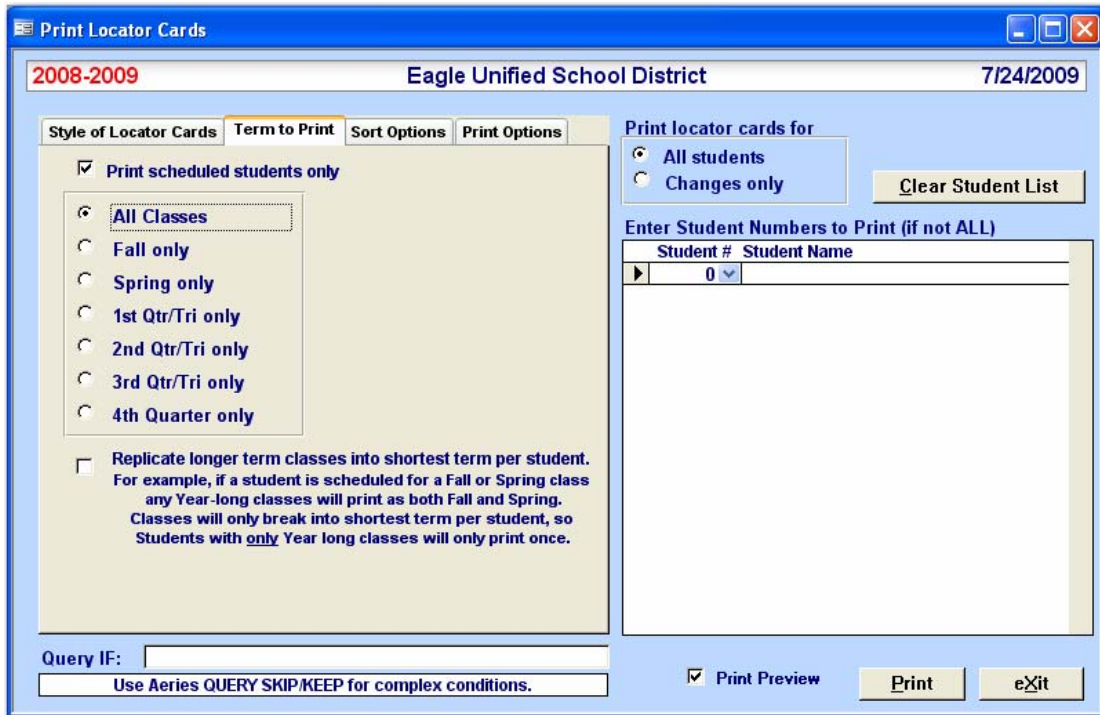 Print Locator Cards
2008-2009 Eagle Unified School District 7/24/2009
Style of Locator Cards Term to Print Sort Options Print Options
Print scheduled students only
All Classes
Fall only
Spring only
1st Qtr/Tri only
2nd Qtr/Tri only
3rd Qtr/Tri only
4th Quarter only
Replicate longer term classes into shortest term per student.
For example, if a student is scheduled for a Fall or Spring class
any Year-long classes will print as both Fall and Spring.
Classes will only break into shortest term per student, so
Students with only Year long classes will only print once.
Query IF:
Use Aeries QUERY SKIP/KEEP for complex conditions.
Print locator cards for
All students
Changes only
Clear Student List
Enter Student Numbers to Print (if not ALL)
Student # Student Name
0
Print Preview
Print
eXit